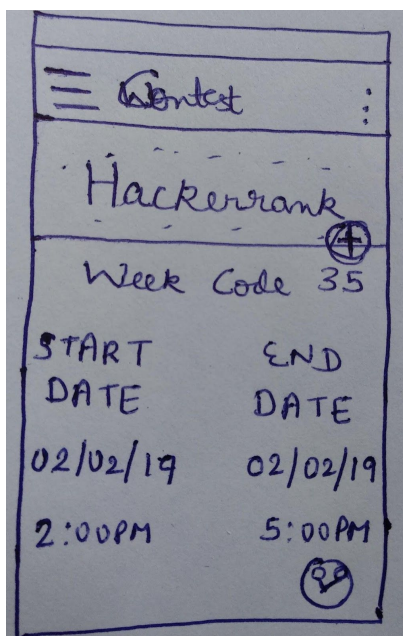 Contest
Hackerrank
Week Code 35
START END
DATE DATE
02/02/19 02/02/19
2:00PM 5:00PM